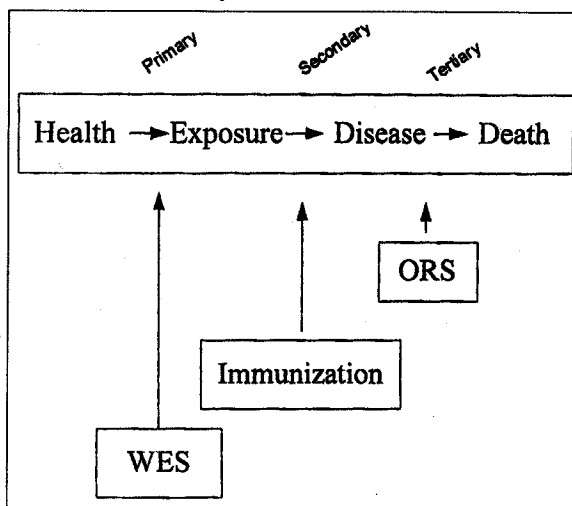 Primary Secondary Tertiary
Health Exposure Disease Death
ORS
Immunization
WES